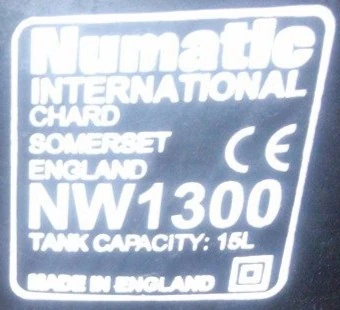 Numatic
INTERNATIONAL
CHARD
SOMERSET
ENGLAND
CE
NW1300
TANK CAPACITY: 15L
MADE IN ENGLAND